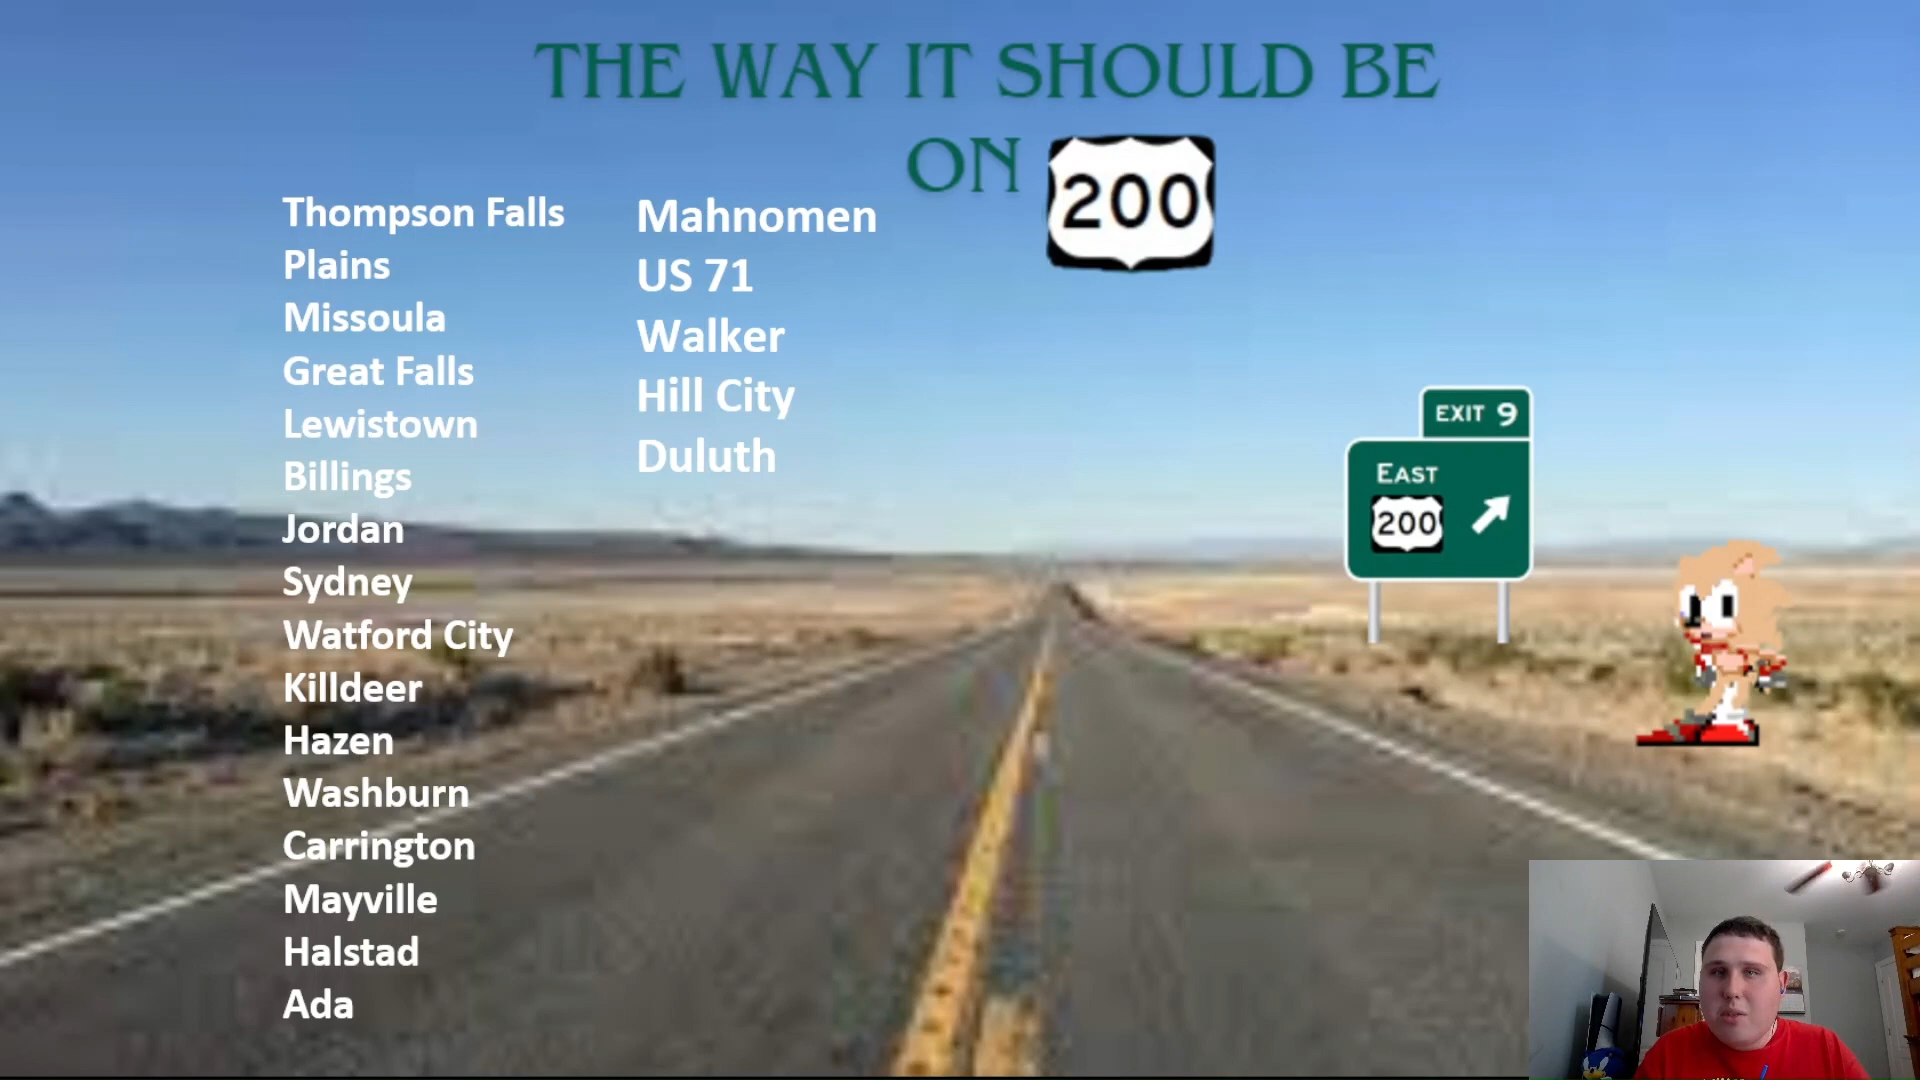 THE WAY IT SHOULD BE
ON 200
Thompson Falls
Plains
Missoula
Great Falls
Lewistown
Billings
Jordan
Sydney
Watford City
Killdeer
Hazen
Washburn
Carrington
Mayville
Halstad
Ada
Mahnomen
US 71
Walker
Hill City
Duluth
EXIT 9
EAST
200